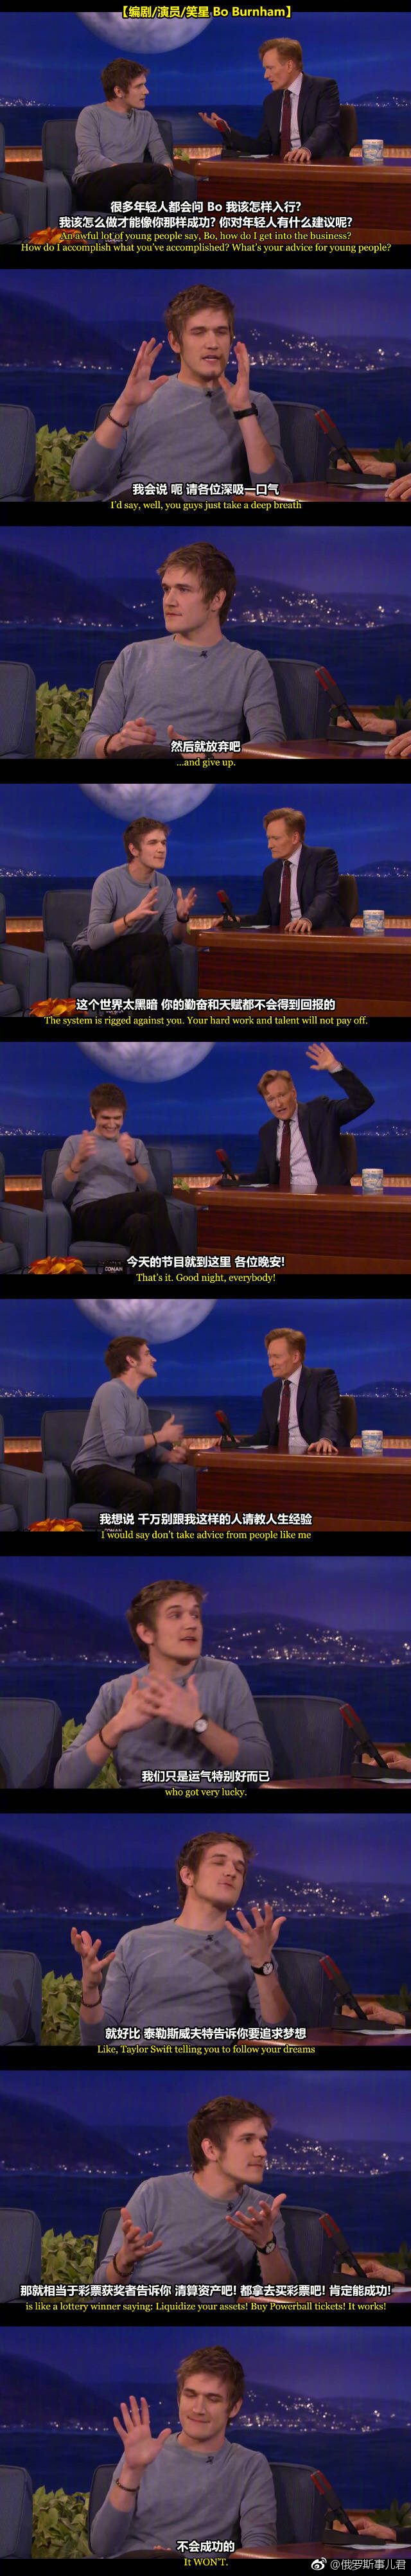 【编剧/演员/笑星 Bo Burnham】
很多年轻人都会问 Bo 我该怎样入行?
我该怎么做才能像你那样成功? 你对年轻人有什么建议呢?
An awful lot of young people say, Bo, how do I get into the business?
How do I accomplish what you've accomplished? What's your advice for young people?
我会说 呃 请各位深吸一口气
I'd say, well, you guys just take a deep breath
然后就放弃吧
...and give up.
这个世界太黑暗 你的勤奋和天赋都不会得到回报的
The system is rigged against you. Your hard work and talent will not pay off.
CONAN
今天的节目就到这里 各位晚安!
That's it. Good night, everybody!
我想说 千万别跟我这样的人请教人生经验
I would say don't take advice from people like me
我们只是运气特别好而已
who got very lucky.
就好比 泰勒斯威夫特告诉你要追求梦想
Like, Taylor Swift telling you to follow your dreams
那就相当于彩票获奖者告诉你 清算资产吧! 都拿去买彩票吧! 肯定能成功!
is like a lottery winner saying: Liquidize your assets! Buy Powerball tickets! It works!
不会成功的
It WON'T.
@俄罗斯事儿君